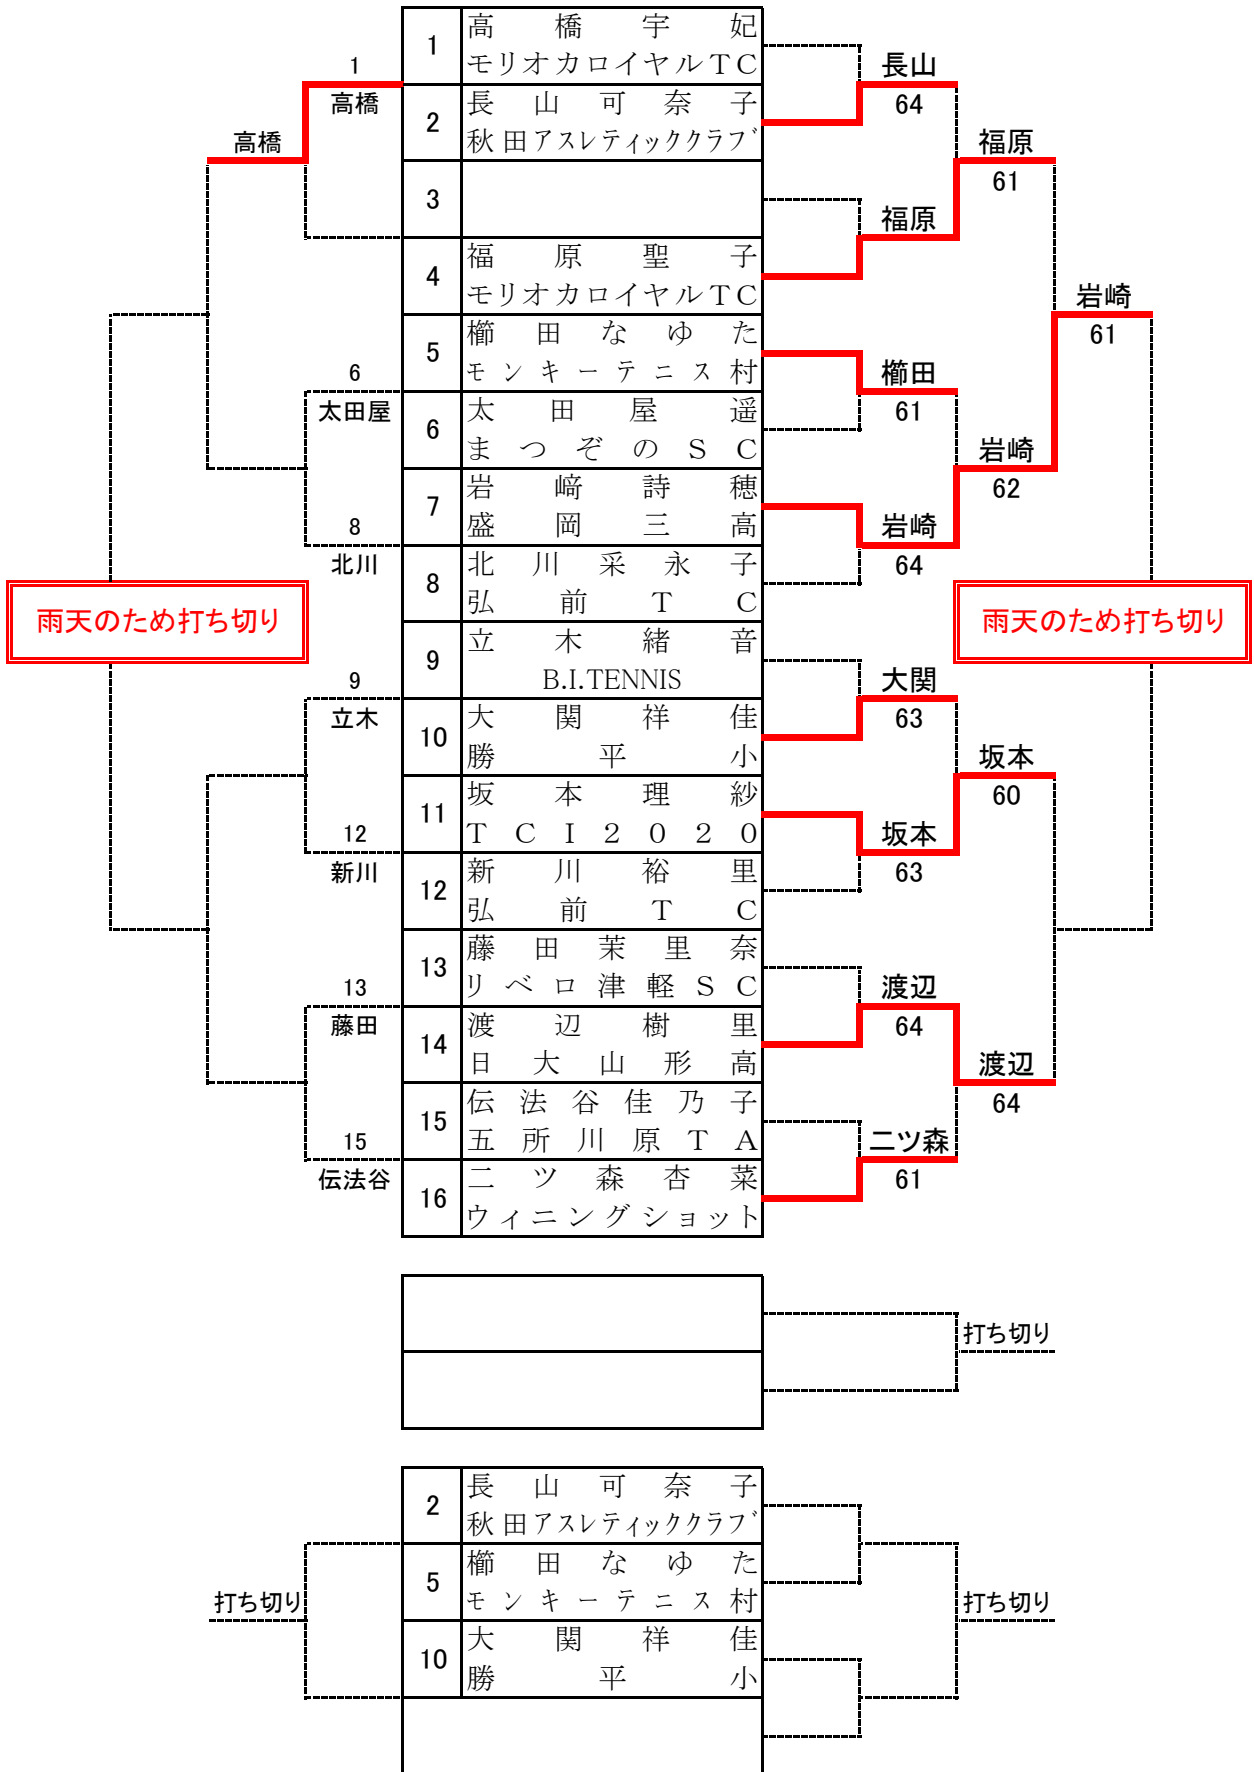 1
高橋宇妃
モリオカロイヤルTC
2
長山可奈子
秋田アスレティッククラブ
3
4
福原聖子
モリオカロイヤルTC
5
櫛田なゆた
モンキーテニス村
6
太田屋遥
まつぞのSC
7
岩﨑詩穂
盛岡三高
8
北川采永子
弘前TC
9
立木緒音
B.I.TENNIS
10
大関祥佳
勝平小
11
坂本理紗
TCI2020
12
新川裕里
弘前TC
13
藤田茉里奈
リベロ津軽SC
14
渡辺樹里
日大山形高
15
伝法谷佳乃子
五所川原TA
16
二ツ森杏菜
ウィニングショット
1
高橋
高橋
6
太田屋
8
北川
雨天のため打ち切り
9
立木
12
新川
13
藤田
15
伝法谷
長山
64
福原
櫛田
61
岩崎
64
大関
63
坂本
63
渡辺
64
二ツ森
61
福原
61
岩崎
62
坂本
60
渡辺
64
岩崎
61
雨天のため打ち切り
打ち切り
2
長山可奈子
秋田アスレティッククラブ
5
櫛田なゆた
モンキーテニス村
10
大関祥佳
勝平小
打ち切り
打ち切り